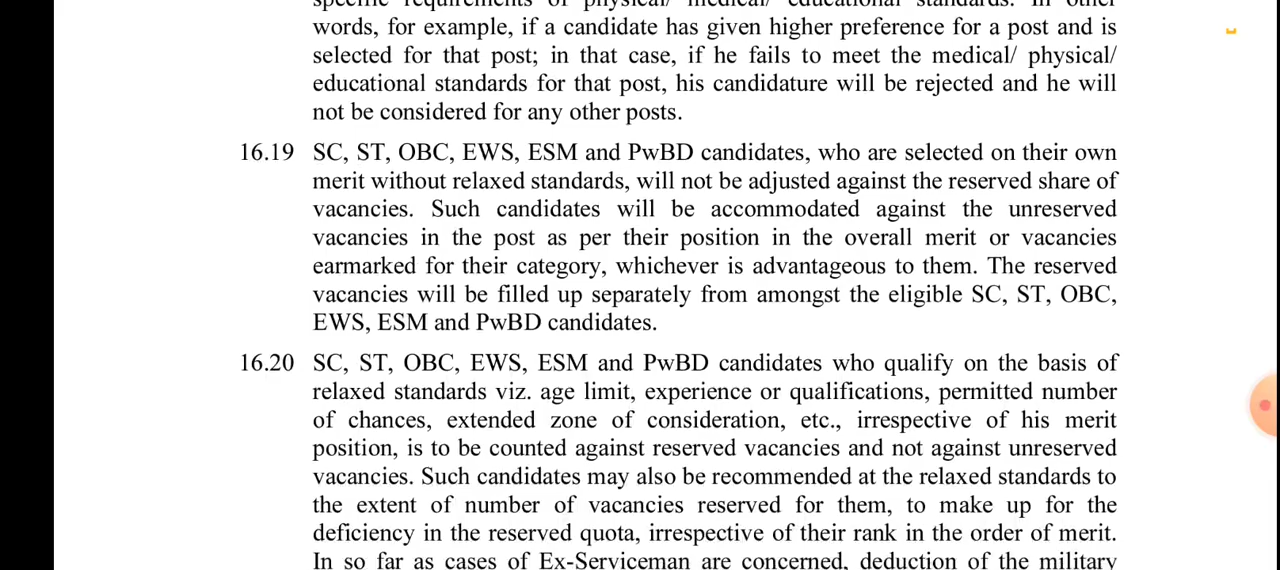 specific requirements of physical/ medical/ educational standards. In other
words, for example, if a candidate has given higher preference for a post and is
selected for that post; in that case, if he fails to meet the medical/ physical/
educational standards for that post, his candidature will be rejected and he will
not be considered for any other posts.
16.19 SC, ST, OBC, EWS, ESM and PwBD candidates, who are selected on their own
merit without relaxed standards, will not be adjusted against the reserved share of
vacancies. Such candidates will be accommodated against the unreserved
vacancies in the post as per their position in the overall merit or vacancies
earmarked for their category, whichever is advantageous to them. The reserved
vacancies will be filled up separately from amongst the eligible SC, ST, OBC,
EWS, ESM and PwBD candidates.
16.20 SC, ST, OBC, EWS, ESM and PwBD candidates who qualify on the basis of
relaxed standards viz. age limit, experience or qualifications, permitted number
of chances, extended zone of consideration, etc., irrespective of his merit
position, is to be counted against reserved vacancies and not against unreserved
vacancies. Such candidates may also be recommended at the relaxed standards to
the extent of number of vacancies reserved for them, to make up for the
deficiency in the reserved quota, irrespective of their rank in the order of merit.
In so far as cases of Ex-Serviceman are concerned, deduction of the military